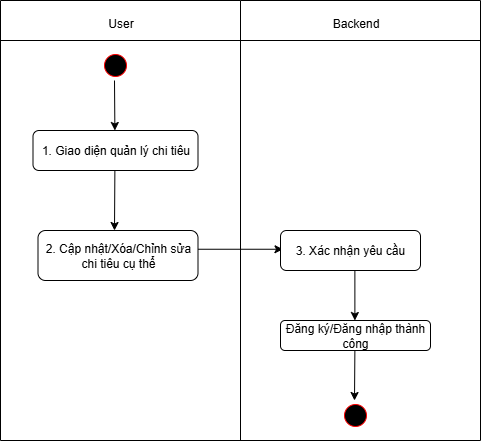 User
Backend
1. Giao diện quản lý chi tiêu
2. Cập nhật/Xóa/Chỉnh sửa
chi tiêu cụ thể
3. Xác nhận yêu cầu
Đăng ký/Đăng nhập thành
công